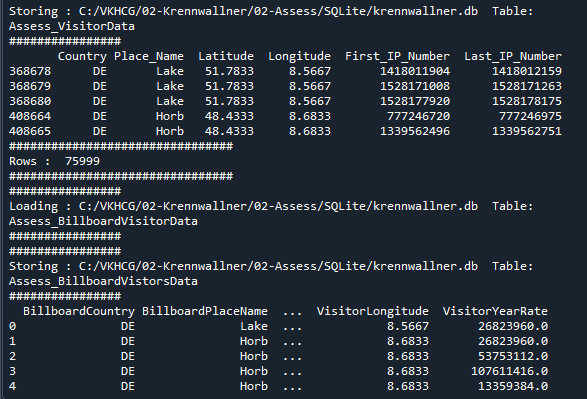 Storing : C:/VKHCG/02-Krennwallner/02-Assess/SQLite/krennwallner.db  Table:
Assess_VisitorData
################
       Country Place_Name  Latitude  Longitude  First_IP_Number  Last_IP_Number
368678      DE       Lake   51.7833     8.5667       1418011904      1418012159
368679      DE       Lake   51.7833     8.5667       1528171008      1528171263
368680      DE       Lake   51.7833     8.5667       1528177920      1528178175
408664      DE       Horb   48.4333     8.6833        777246720       777246975
408665      DE       Horb   48.4333     8.6833       1339562496      1339562751
################################
Rows :  75999
################################
################
Loading : C:/VKHCG/02-Krennwallner/02-Assess/SQLite/krennwallner.db  Table:
Assess_BillboardVisitorData
################
################
Storing : C:/VKHCG/02-Krennwallner/02-Assess/SQLite/krennwallner.db  Table:
Assess_BillboardVistorsData
################
  BillboardCountry BillboardPlaceName  ...  VisitorLongitude  VisitorYearRate
0               DE               Lake  ...            8.5667       26823960.0
1               DE               Horb  ...            8.6833       26823960.0
2               DE               Horb  ...            8.6833       53753112.0
3               DE               Horb  ...            8.6833      107611416.0
4               DE               Horb  ...            8.6833       13359384.0